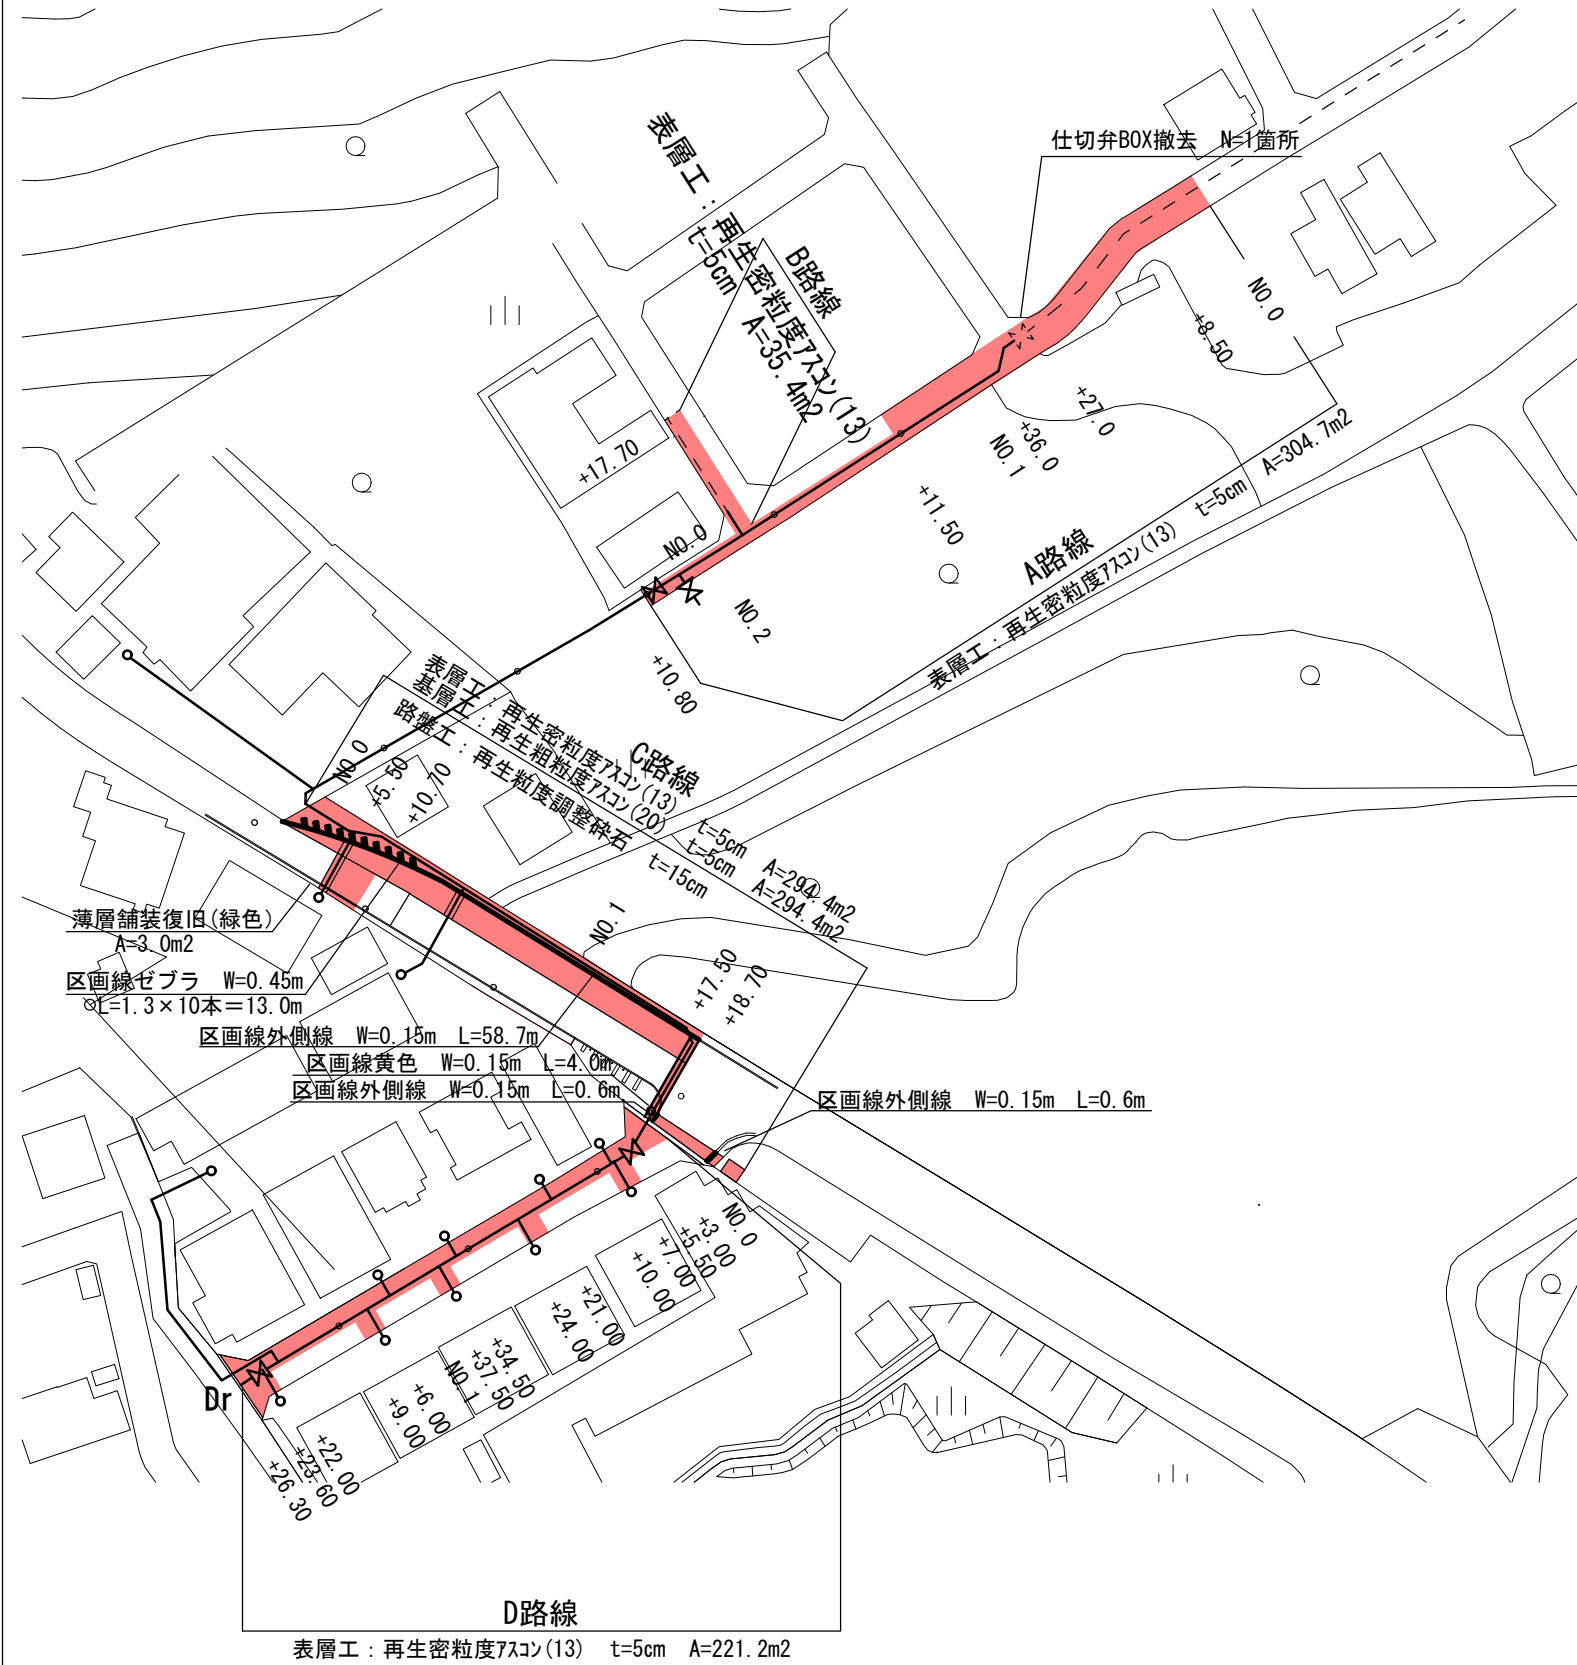 仕切弁BOX撤去 N=1箇所
B路線
表層工：再生密粒度アスコン(13)
t=5cm A=35.4m2
NO.0
+8.50
+27.0
+36.0
NO.1
+11.50
NO.2
+10.80
+17.70
NO.0
A路線
表層工：再生密粒度アスコン(13) t=5cm A=304.7m2
C路線
表層工：再生密粒度アスコン(13) t=5cm A=294.4m2
基層工：再生粗粒度アスコン(20) t=5cm A=294.4m2
路盤工：再生粒度調整砕石 t=15cm
NO.0
+5.50
+10.70
NO.1
+17.50
+18.70
薄層舗装復旧(緑色)
A=3.0m2
区画線ゼブラ W=0.45m
L=1.3×10本＝13.0m
区画線外側線 W=0.15m L=58.7m
区画線黄色 W=0.15m L=4.0m
区画線外側線 W=0.15m L=0.6m
区画線外側線 W=0.15m L=0.6m
NO.0
+3.00
+5.50
+7.00
+10.00
+21.00
+24.00
+34.50
+37.50
NO.1
+6.00
+9.00
+22.00
+23.60
+26.30
Dr
D路線
表層工：再生密粒度アスコン(13) t=5cm A=221.2m2